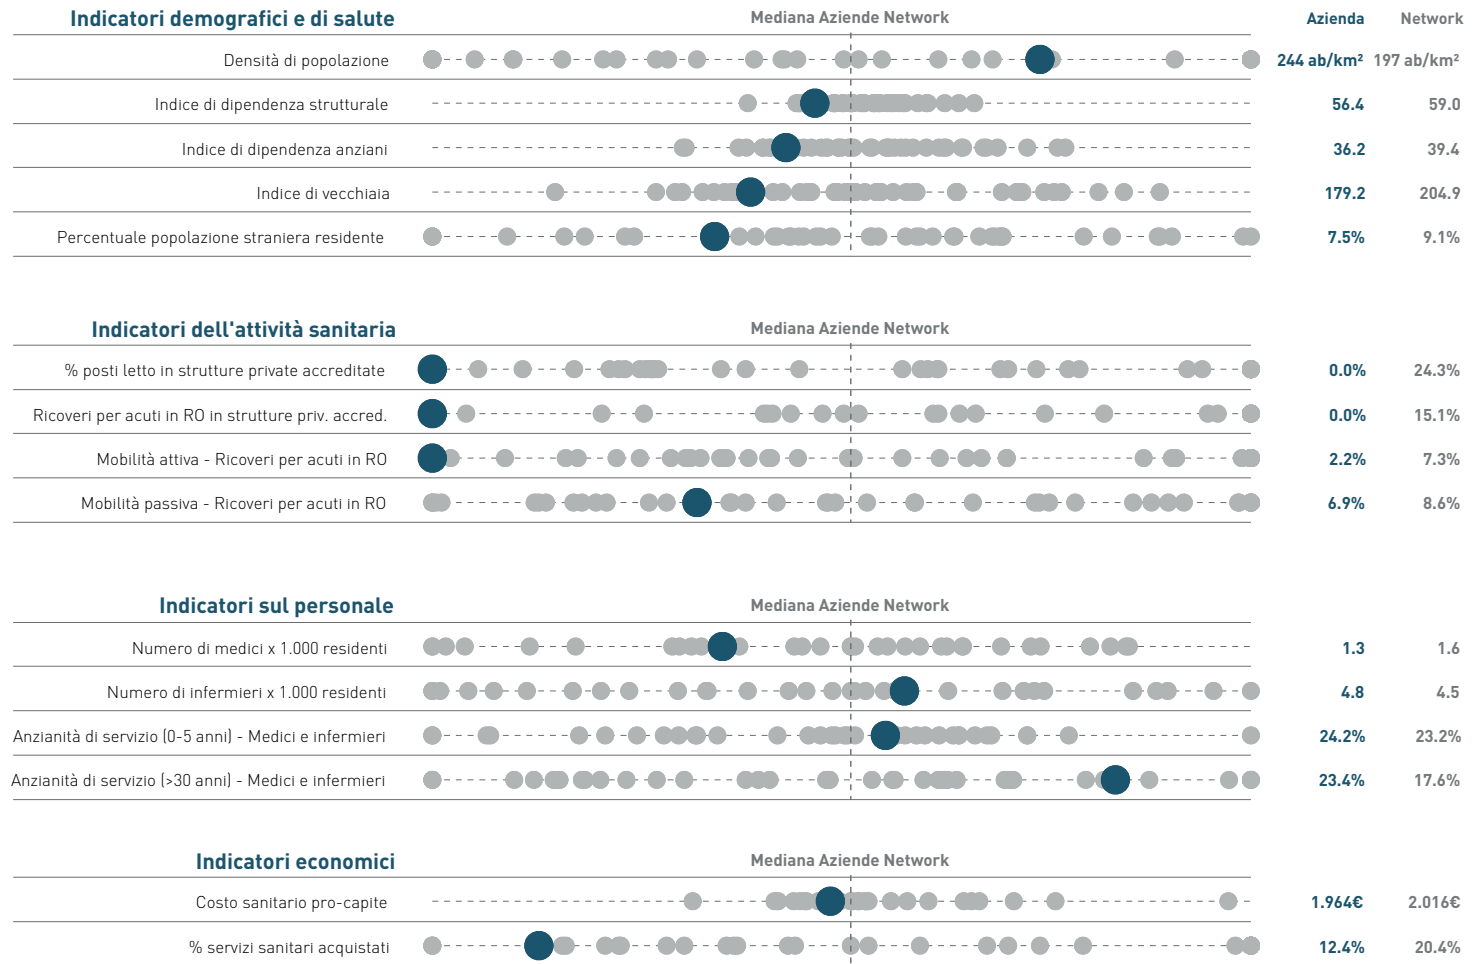 Indicatori demografici e di salute Mediana Aziende Network Azienda Network
Densità di popolazione 244 ab/km² 197 ab/km²
Indice di dipendenza strutturale 56.4 59.0
Indice di dipendenza anziani 36.2 39.4
Indice di vecchiaia 179.2 204.9
Percentuale popolazione straniera residente 7.5% 9.1%
Indicatori dell'attività sanitaria Mediana Aziende Network
% posti letto in strutture private accreditate 0.0% 24.3%
Ricoveri per acuti in RO in strutture priv. accred. 0.0% 15.1%
Mobilità attiva - Ricoveri per acuti in RO 2.2% 7.3%
Mobilità passiva - Ricoveri per acuti in RO 6.9% 8.6%
Indicatori sul personale Mediana Aziende Network
Numero di medici x 1.000 residenti 1.3 1.6
Numero di infermieri x 1.000 residenti 4.8 4.5
Anzianità di servizio (0-5 anni) - Medici e infermieri 24.2% 23.2%
Anzianità di servizio (>30 anni) - Medici e infermieri 23.4% 17.6%
Indicatori economici Mediana Aziende Network
Costo sanitario pro-capite 1.964€ 2.016€
% servizi sanitari acquistati 12.4% 20.4%